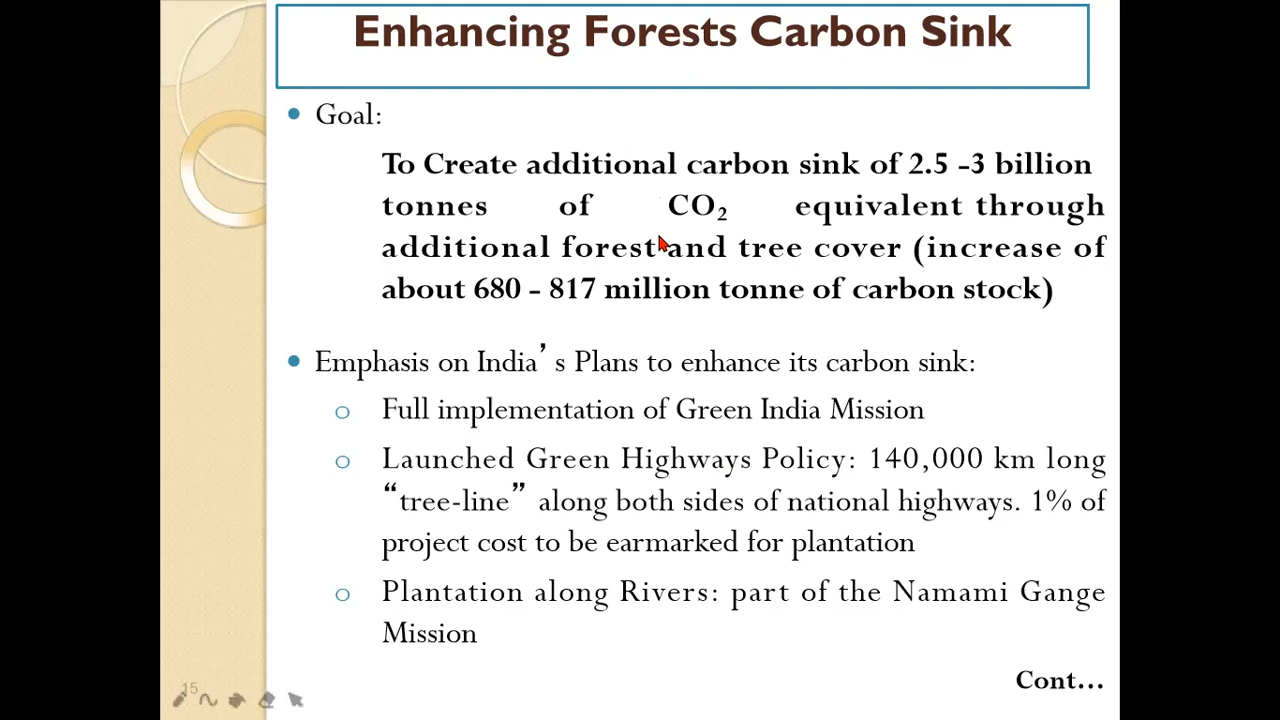 Enhancing Forests Carbon Sink
• Goal:
To Create additional carbon sink of 2.5 -3 billion
tonnes of CO₂ equivalent through
additional forest and tree cover (increase of
about 680 - 817 million tonne of carbon stock)
• Emphasis on India’s Plans to enhance its carbon sink:
o Full implementation of Green India Mission
o Launched Green Highways Policy: 140,000 km long
“tree-line” along both sides of national highways. 1% of
project cost to be earmarked for plantation
o Plantation along Rivers: part of the Namami Gange
Mission
Cont...
15